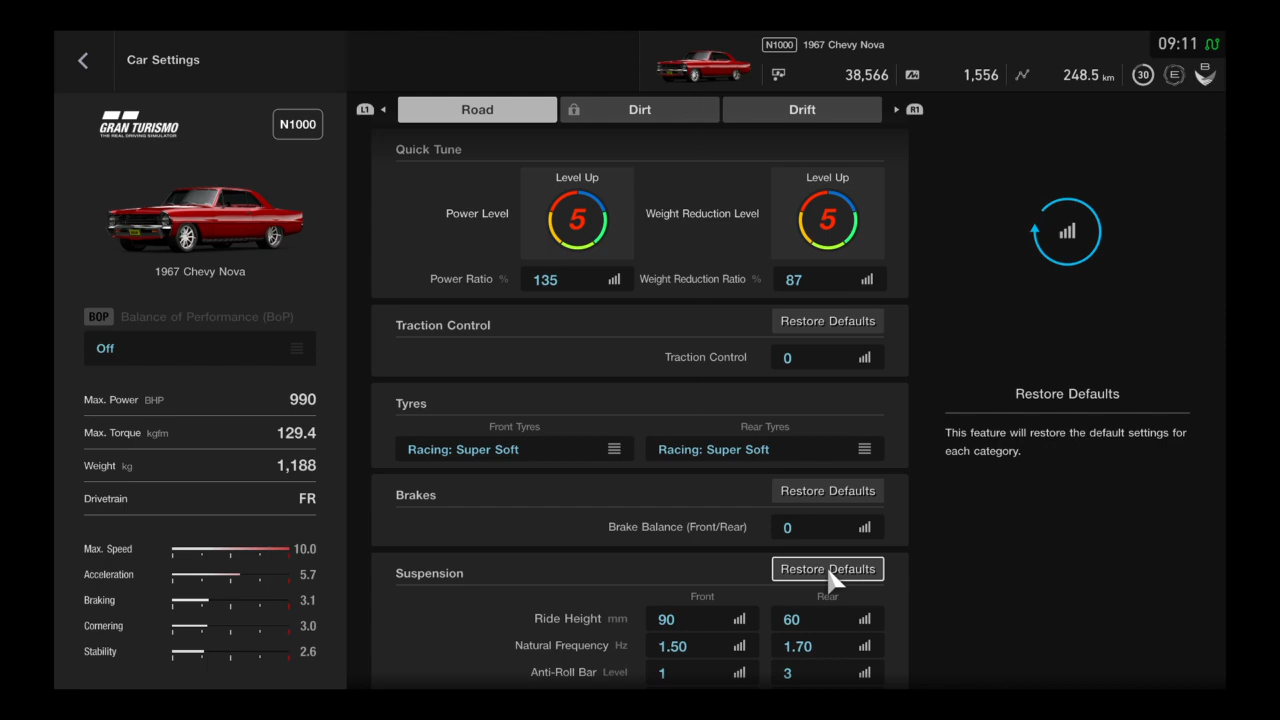 Car Settings
N1000 1967 Chevy Nova
09:11
38,566
1,556
248.5 km
30
E
B
GRAN TURISMO
THE REAL DRIVING SIMULATOR
N1000
1967 Chevy Nova
BOP Balance of Performance (BoP)
Off
Max. Power BHP 990
Max. Torque kgfm 129.4
Weight kg 1,188
Drivetrain FR
Max. Speed 10.0
Acceleration 5.7
Braking 3.1
Cornering 3.0
Stability 2.6
L1 Road Dirt Drift R1
Quick Tune
Level Up Level Up
Power Level 5 Weight Reduction Level 5
Power Ratio % 135 Weight Reduction Ratio % 87
Traction Control Restore Defaults
Traction Control 0
Tyres
Front Tyres Rear Tyres
Racing: Super Soft Racing: Super Soft
Brakes Restore Defaults
Brake Balance (Front/Rear) 0
Suspension Restore Defaults
Front Rear
Ride Height mm 90 60
Natural Frequency Hz 1.50 1.70
Anti-Roll Bar Level 1 3
Restore Defaults
This feature will restore the default settings for
each category.